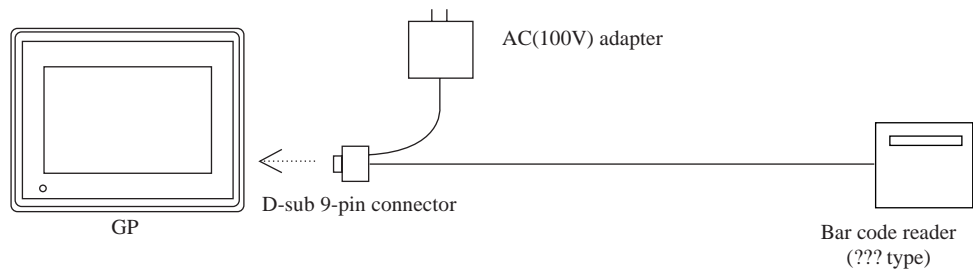 AC(100V) adapter
D-sub 9-pin connector
GP
Bar code reader
(??? type)